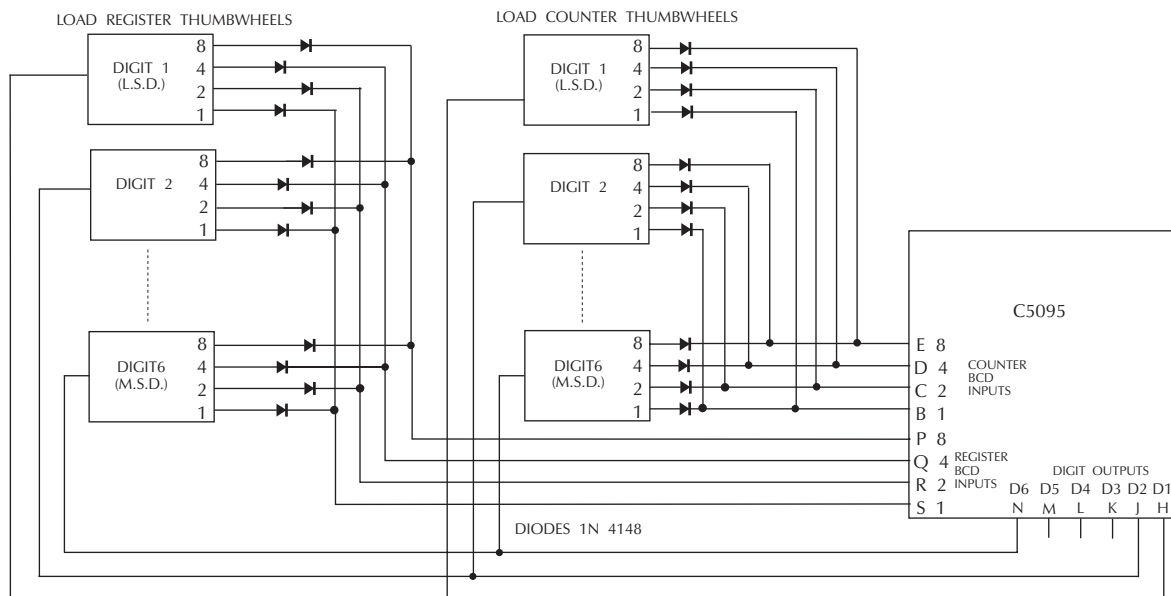 LOAD REGISTER THUMBWHEELS
DIGIT 1
(L.S.D.)
8
4
2
1
DIGIT 2
8
4
2
1
DIGIT6
(M.S.D.)
8
4
2
1
LOAD COUNTER THUMBWHEELS
DIGIT 1
(L.S.D.)
8
4
2
1
DIGIT 2
8
4
2
1
DIGIT6
(M.S.D.)
8
4
2
1
C5095
E 8
D 4
C 2
B 1
COUNTER
BCD
INPUTS
P 8
Q 4
R 2
S 1
REGISTER
BCD
INPUTS
DIGIT OUTPUTS
D6 D5 D4 D3 D2 D1
N M L K J H
DIODES 1N 4148